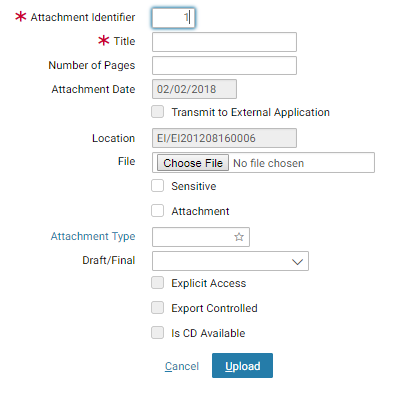 * Attachment Identifier 1
* Title
Number of Pages
Attachment Date 02/02/2018
Transmit to External Application
Location EI/EI201208160006
File Choose File No file chosen
Sensitive
Attachment
Attachment Type
Draft/Final
Explicit Access
Export Controlled
Is CD Available
Cancel Upload